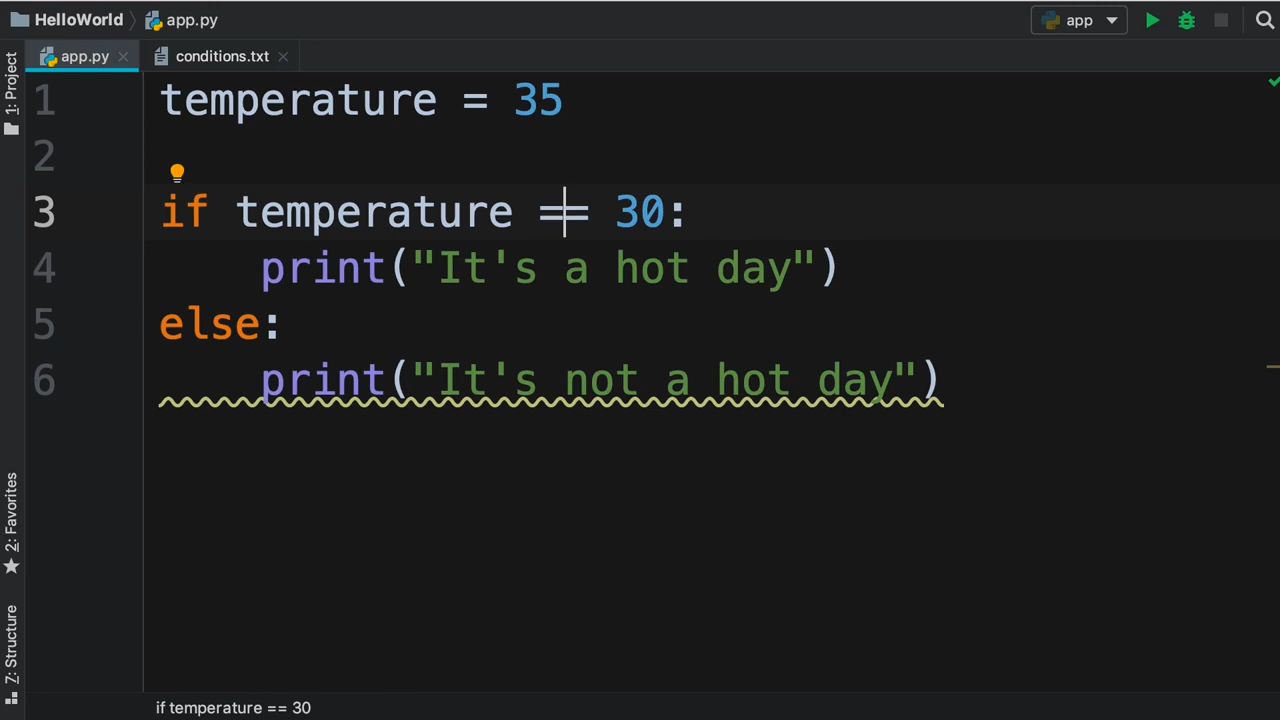 HelloWorld app.py app
app.py conditions.txt
1: Project
1 temperature = 35
2
3 if temperature == 30:
4 print("It's a hot day")
5 else:
6 print("It's not a hot day")
2: Favorites
Z: Structure
if temperature == 30